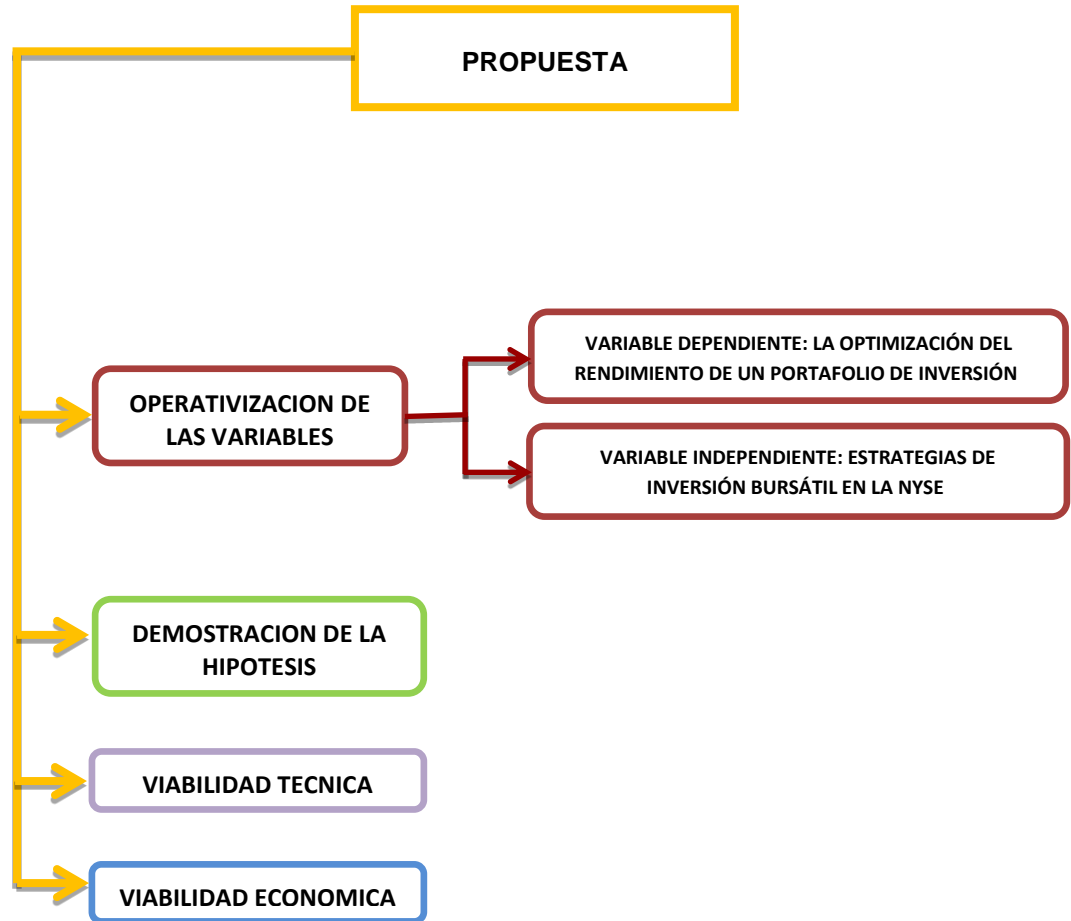 PROPUESTA
OPERATIVIZACION DE
LAS VARIABLES
VARIABLE DEPENDIENTE: LA OPTIMIZACIÓN DEL
RENDIMIENTO DE UN PORTAFOLIO DE INVERSIÓN
VARIABLE INDEPENDIENTE: ESTRATEGIAS DE
INVERSIÓN BURSÁTIL EN LA NYSE
DEMOSTRACION DE LA
HIPOTESIS
VIABILIDAD TECNICA
VIABILIDAD ECONOMICA